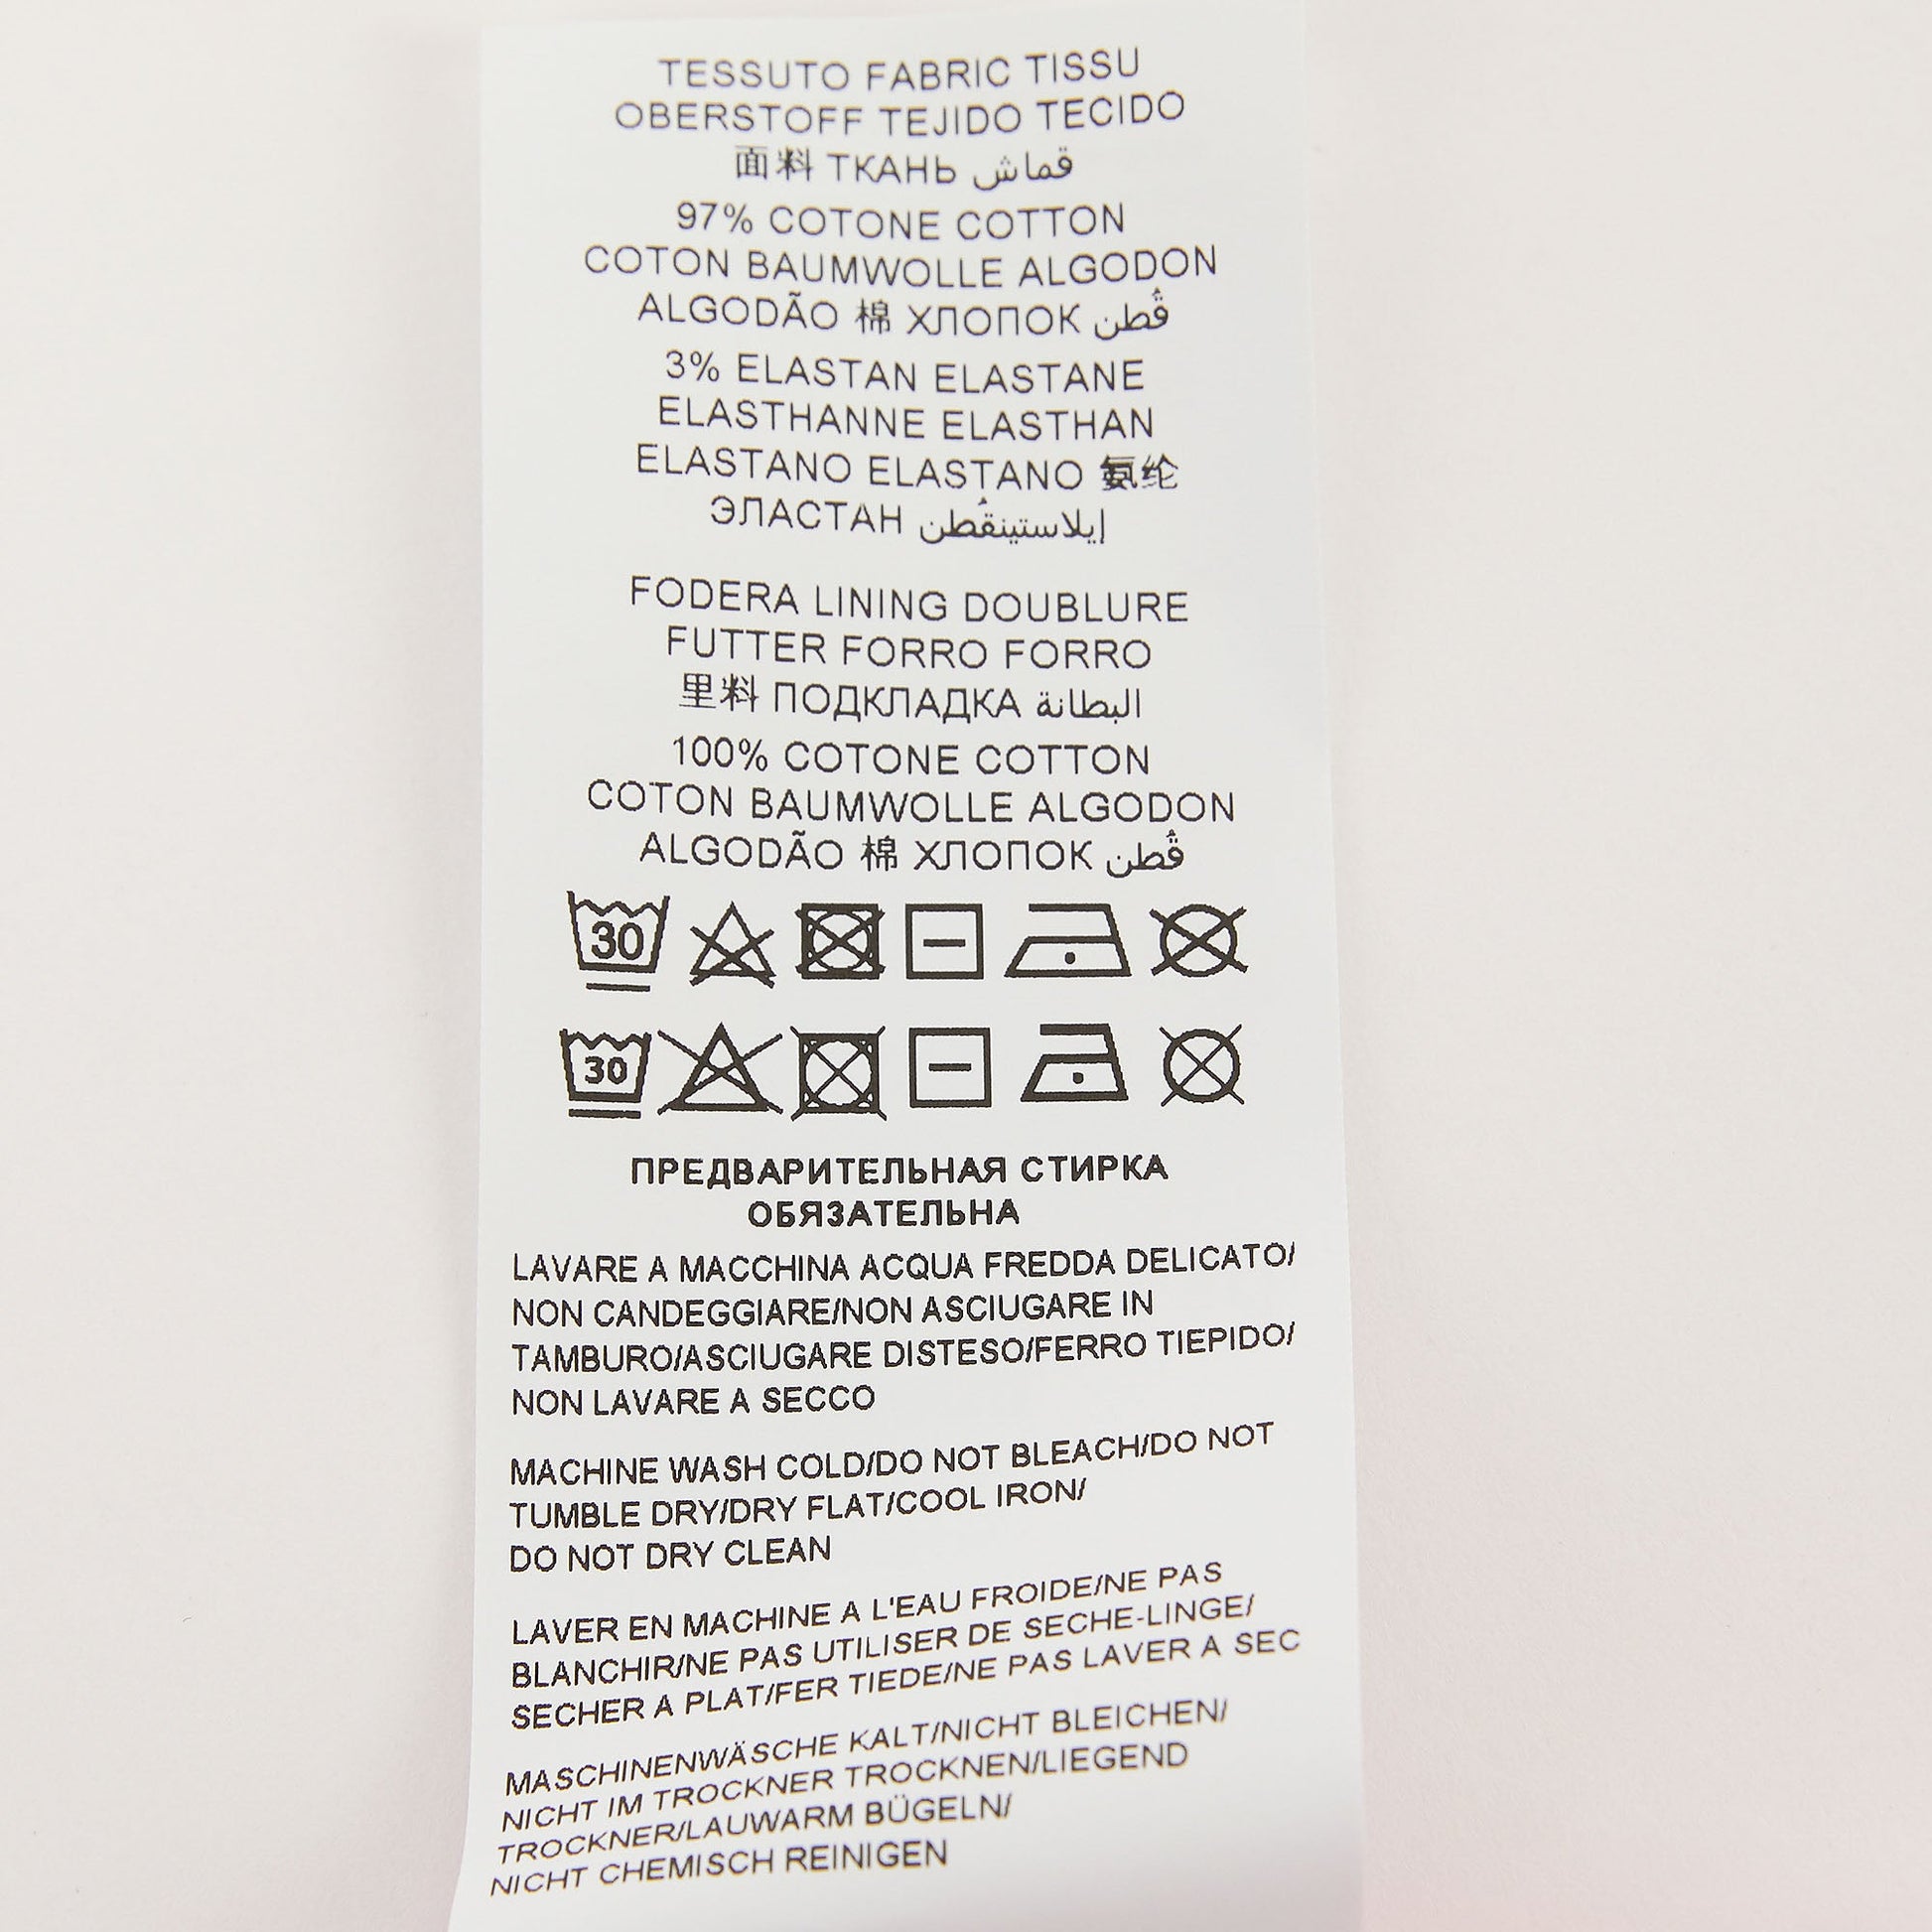 TESSUTO FABRIC TISSU
OBERSTOFF TEJIDO TECIDO
面料 ТКАНЬ قماش
97% COTONE COTTON
COTON BAUMWOLLE ALGODON
ALGODÃO 棉 ХЛОПОК قُطن
3% ELASTAN ELASTANE
ELASTHANNE ELASTHAN
ELASTANO ELASTANO 氨纶
ЭЛАСТАН إيلاستينقُطن
FODERA LINING DOUBLURE
FUTTER FORRO FORRO
里料 ПОДКЛАДКА البطانة
100% COTONE COTTON
COTON BAUMWOLLE ALGODON
ALGODÃO 棉 ХЛОПОК قُطن
30
30
ПРЕДВАРИТЕЛЬНАЯ СТИРКА
ОБЯЗАТЕЛЬНА
LAVARE A MACCHINA ACQUA FREDDA DELICATO/
NON CANDEGGIARE/NON ASCIUGARE IN
TAMBURO/ASCIUGARE DISTESO/FERRO TIEPIDO/
NON LAVARE A SECCO
MACHINE WASH COLD/DO NOT BLEACH/DO NOT
TUMBLE DRY/DRY FLAT/COOL IRON/
DO NOT DRY CLEAN
LAVER EN MACHINE A L'EAU FROIDE/NE PAS
BLANCHIR/NE PAS UTILISER DE SECHE-LINGE/
SECHER A PLAT/FER TIEDE/NE PAS LAVER A SEC
MASCHINENWÄSCHE KALT/NICHT BLEICHEN/
NICHT IM TROCKNER TROCKNEN/LIEGEND
TROCKNER/LAUWARM BÜGELN/
NICHT CHEMISCH REINIGEN